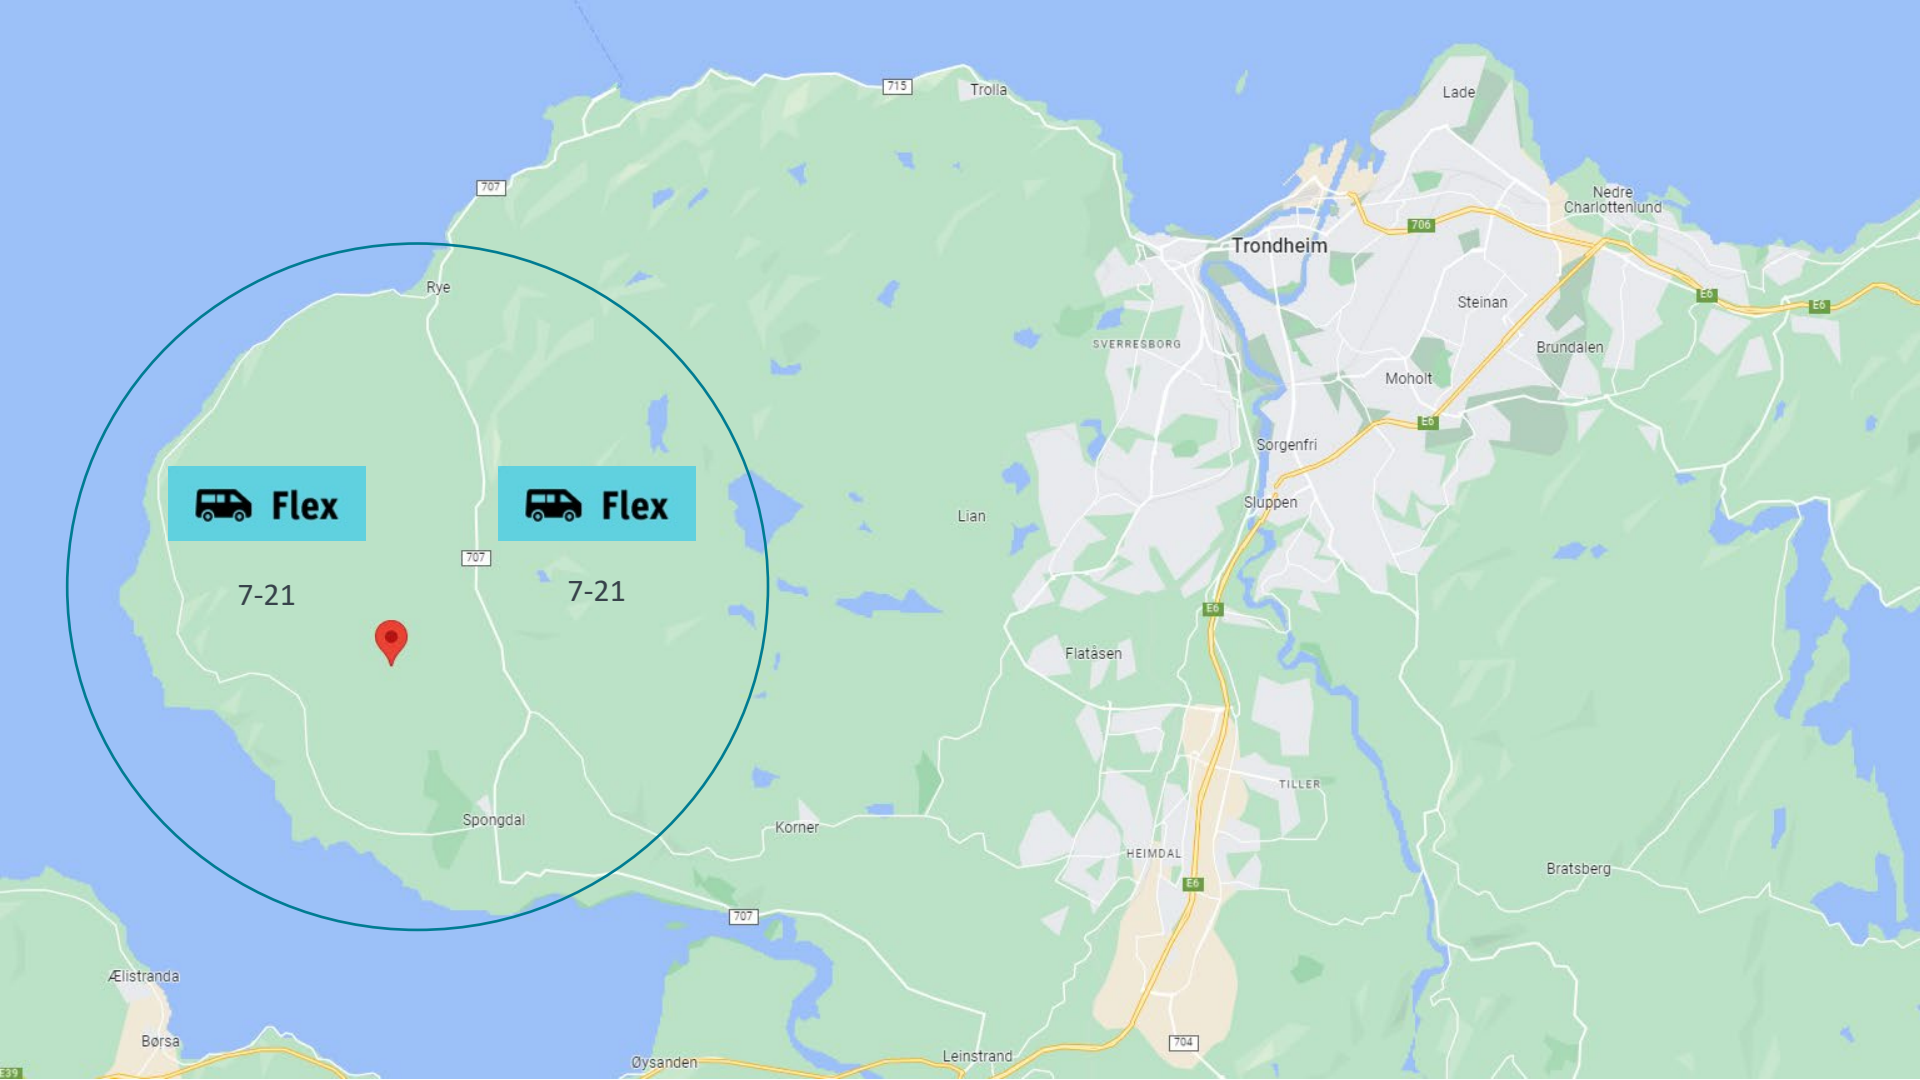 715
Trolla
Lade
707
Nedre
Charlottenlund
706
Trondheim
Rye
E6
E6
Steinan
SVERRESBORG
Brundalen
Moholt
E6
Sorgenfri
Flex
Flex
Sluppen
Lian
707
7-21
7-21
E6
Flatåsen
TILLER
Spongdal
Korner
HEIMDAL
Bratsberg
E6
707
Ælistranda
Børsa
704
Leinstrand
Øysanden
E39